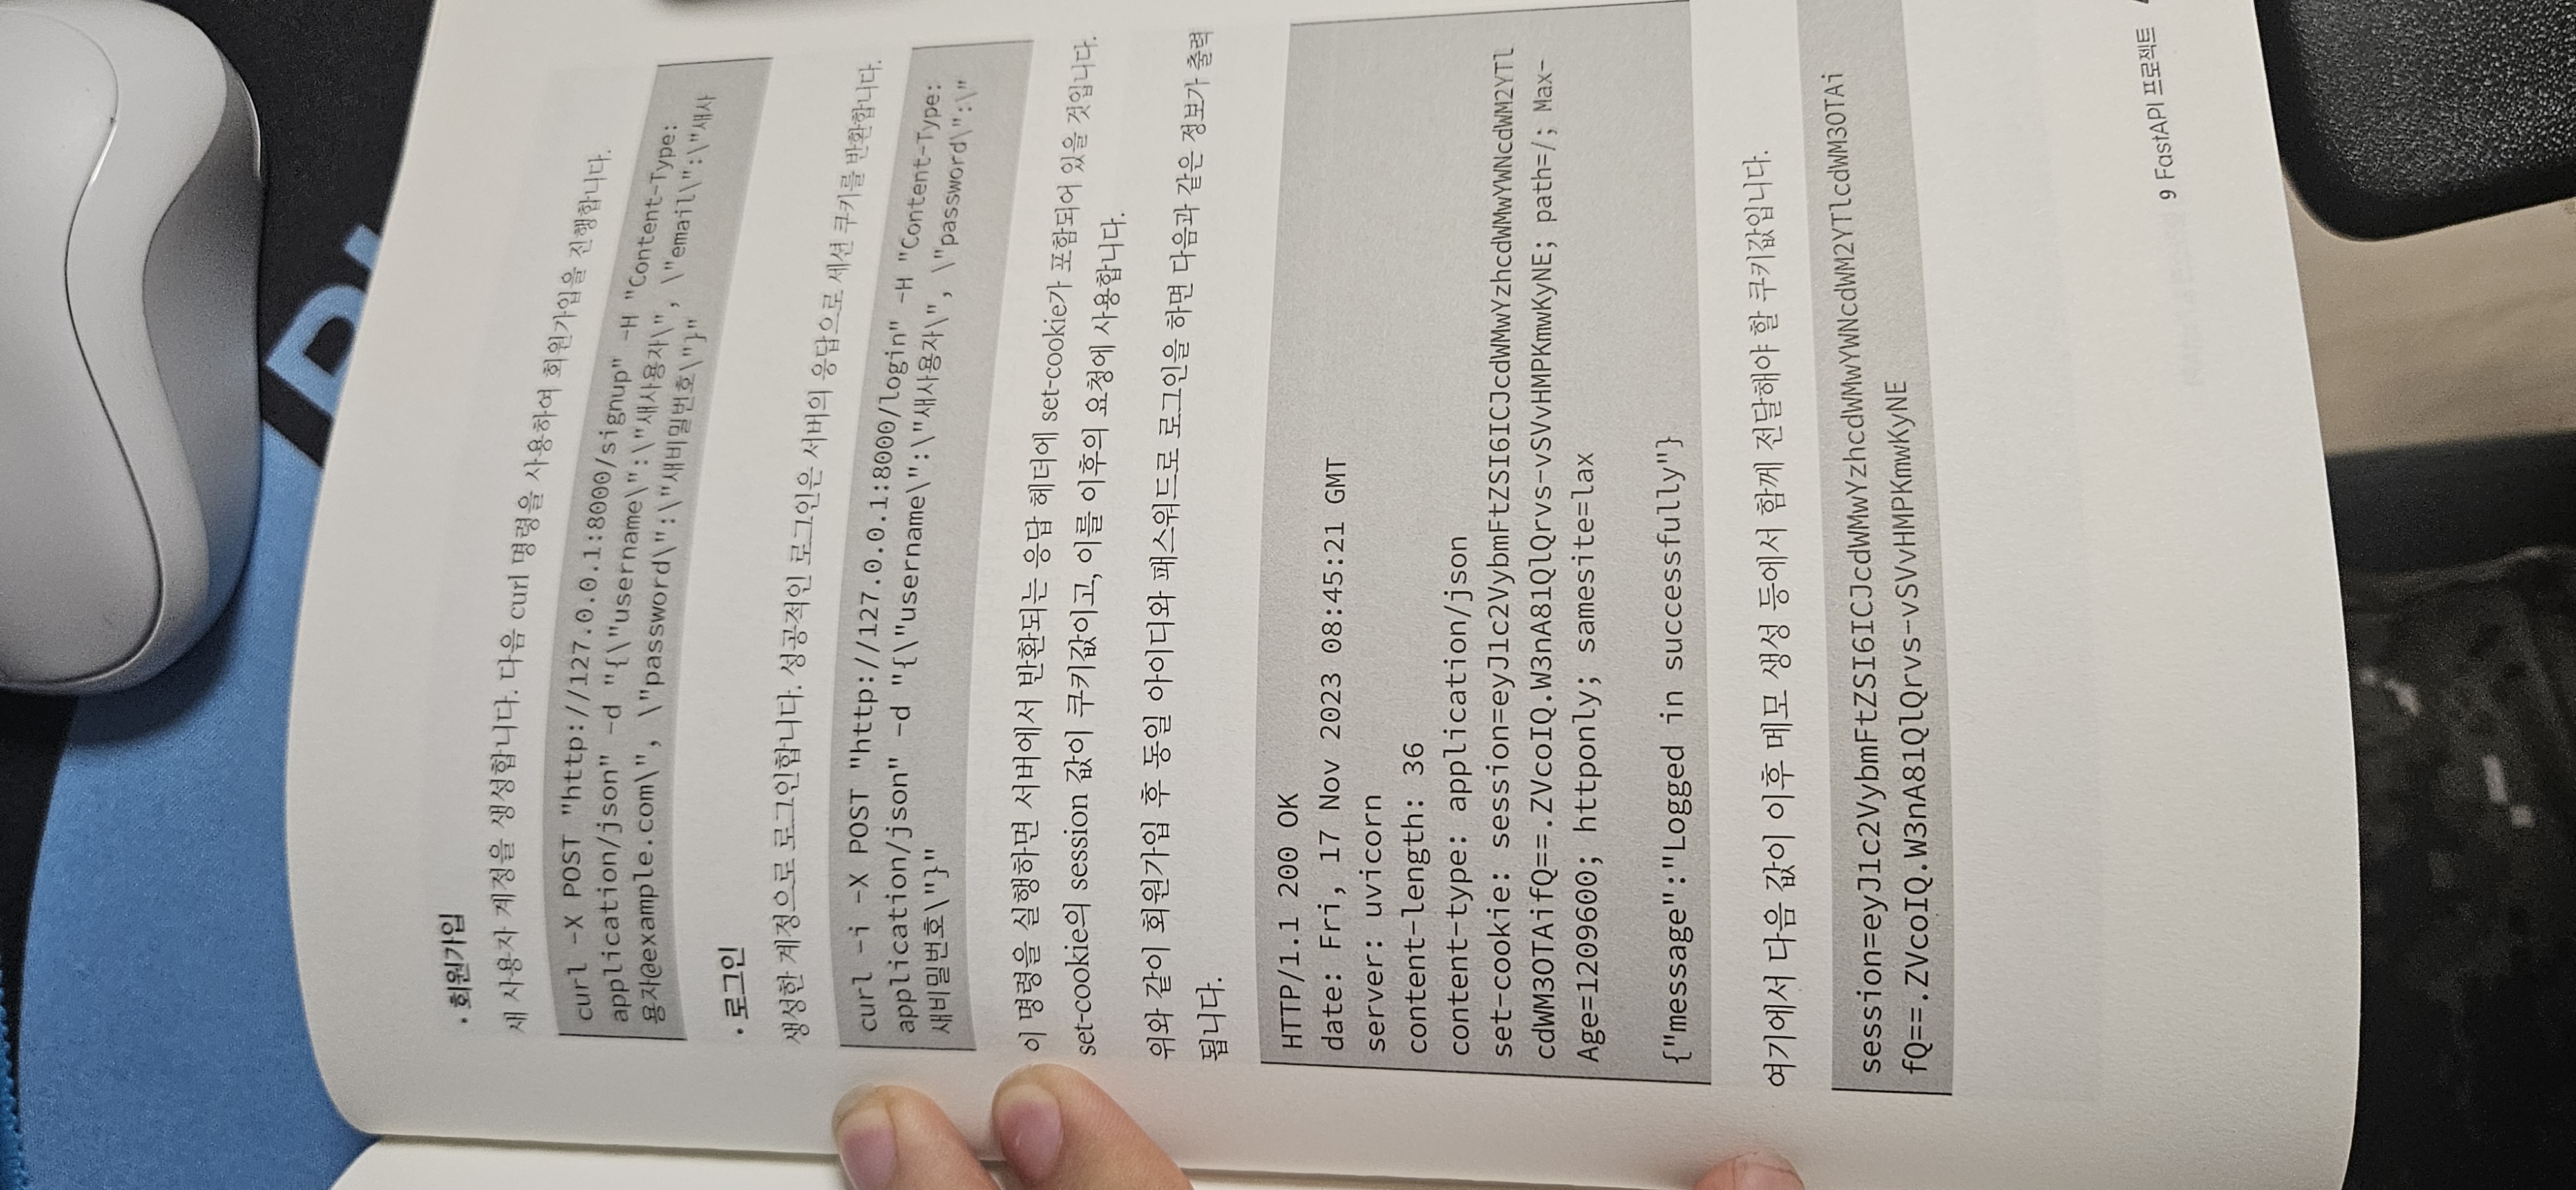 · 회원가입
새 사용자 계정을 생성합니다. 다음 curl 명령을 사용하여 회원가입을 진행합니다.
curl -X POST "http://127.0.0.1:8000/signup" -H "Content-Type:
application/json" -d "{\"username\":\"새사용자\", \"email\":\"새사
용자@example.com\", \"password\":\"새비밀번호\"}"
· 로그인
생성한 계정으로 로그인합니다. 성공적인 로그인은 서버의 응답으로 세션 쿠키를 반환합니다.
curl -i -X POST "http://127.0.0.1:8000/login" -H "Content-Type:
application/json" -d "{\"username\":\"새사용자\", \"password\":\"
새비밀번호\"}"
이 명령을 실행하면 서버에서 반환되는 응답 헤더에 set-cookie가 포함되어 있을 것입니다.
set-cookie의 session 값이 쿠키값이고, 이를 이후의 요청에 사용합니다.
위와 같이 회원가입 후 동일 아이디와 패스워드로 로그인을 하면 다음과 같은 정보가 출력
됩니다.
HTTP/1.1 200 OK
date: Fri, 17 Nov 2023 08:45:21 GMT
server: uvicorn
content-length: 36
content-type: application/json
set-cookie: session=eyJ1c2VybmFtZSI6ICJcdWMwYzhcdWMwYWNcdWM2YTl
cdWM3OTAifQ==.ZVcoIQ.W3nA81QlQrvs-vSVvHMPKmwKyNE; path=/; Max-
Age=1209600; httponly; samesite=lax
{"message":"Logged in successfully"}
여기에서 다음 값이 이후 메모 생성 등에서 함께 전달해야 할 쿠키값입니다.
session=eyJ1c2VybmFtZSI6ICJcdWMwYzhcdWMwYWNcdWM2YTlcdWM3OTAi
fQ==.ZVcoIQ.W3nA81QlQrvs-vSVvHMPKmwKyNE
9 FastAPI 프로젝트